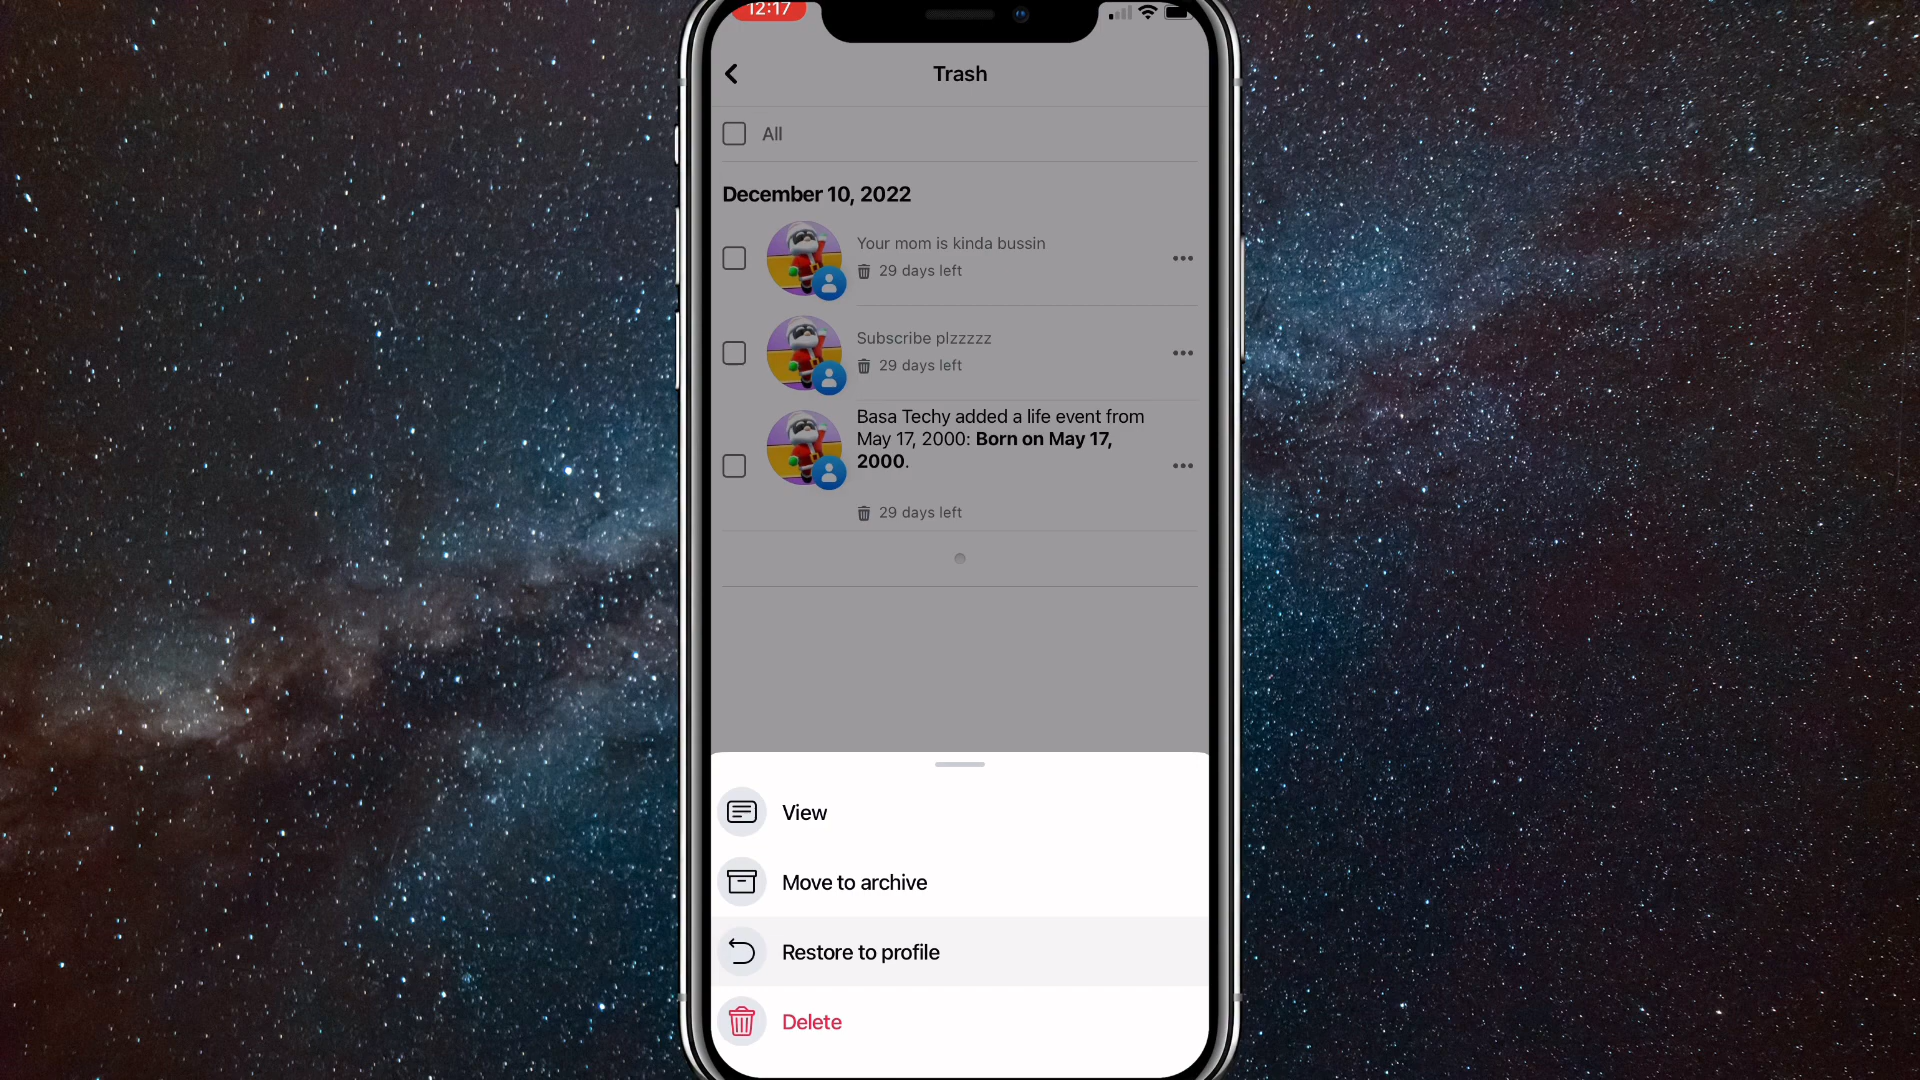 12:17
Trash
All
December 10, 2022
Your mom is kinda bussin
29 days left
Subscribe plzzzzz
29 days left
Basa Techy added a life event from
May 17, 2000: Born on May 17,
2000.
29 days left
View
Move to archive
Restore to profile
Delete